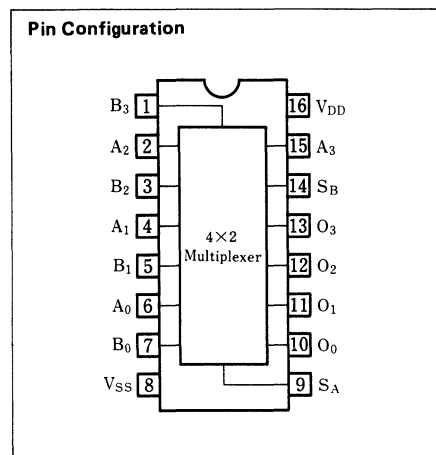 Pin Configuration
B3 1 16 VDD
A2 2 15 A3
B2 3 14 SB
A1 4 13 O3
4×2
Multiplexer
B1 5 12 O2
A0 6 11 O1
B0 7 10 O0
VSS 8 9 SA